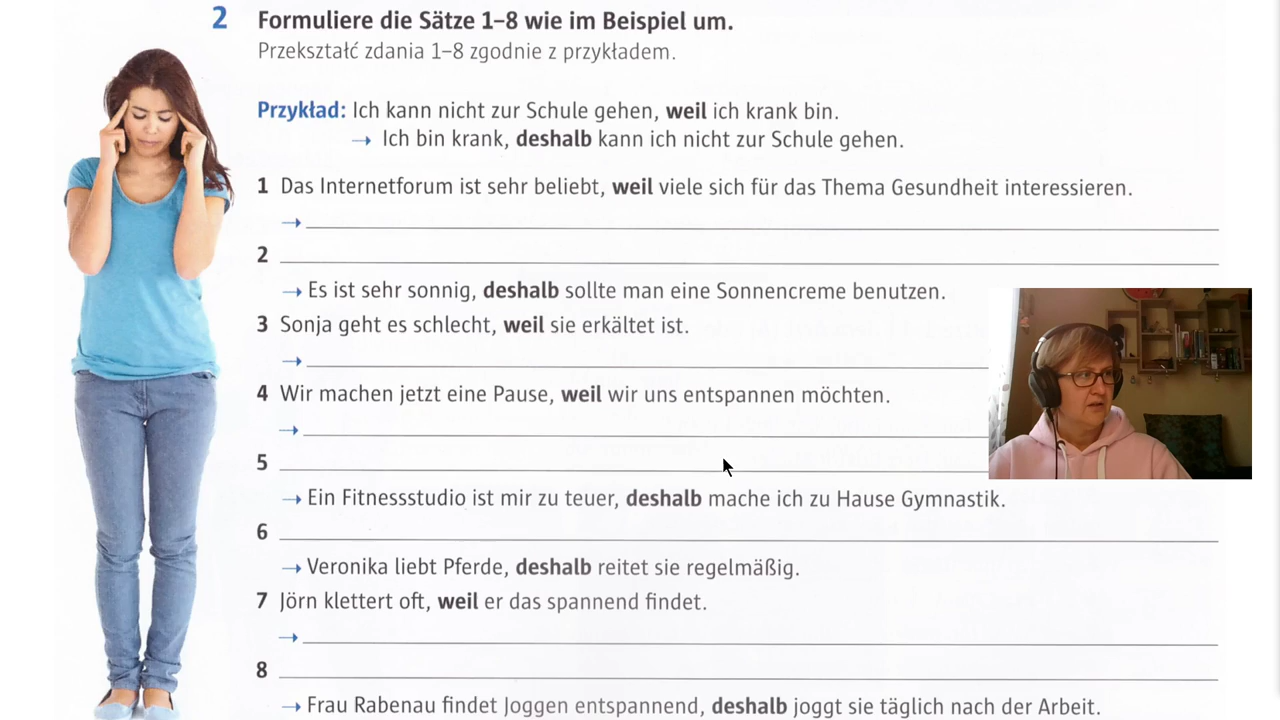 2 Formuliere die Sätze 1–8 wie im Beispiel um.
Przekształć zdania 1–8 zgodnie z przykładem.
Przykład: Ich kann nicht zur Schule gehen, weil ich krank bin.
→ Ich bin krank, deshalb kann ich nicht zur Schule gehen.
1 Das Internetforum ist sehr beliebt, weil viele sich für das Thema Gesundheit interessieren.
→
2
→ Es ist sehr sonnig, deshalb sollte man eine Sonnencreme benutzen.
3 Sonja geht es schlecht, weil sie erkältet ist.
→
4 Wir machen jetzt eine Pause, weil wir uns entspannen möchten.
→
5
→ Ein Fitnessstudio ist mir zu teuer, deshalb mache ich zu Hause Gymnastik.
6
→ Veronika liebt Pferde, deshalb reitet sie regelmäßig.
7 Jörn klettert oft, weil er das spannend findet.
→
8
→ Frau Rabenau findet Joggen entspannend, deshalb joggt sie täglich nach der Arbeit.